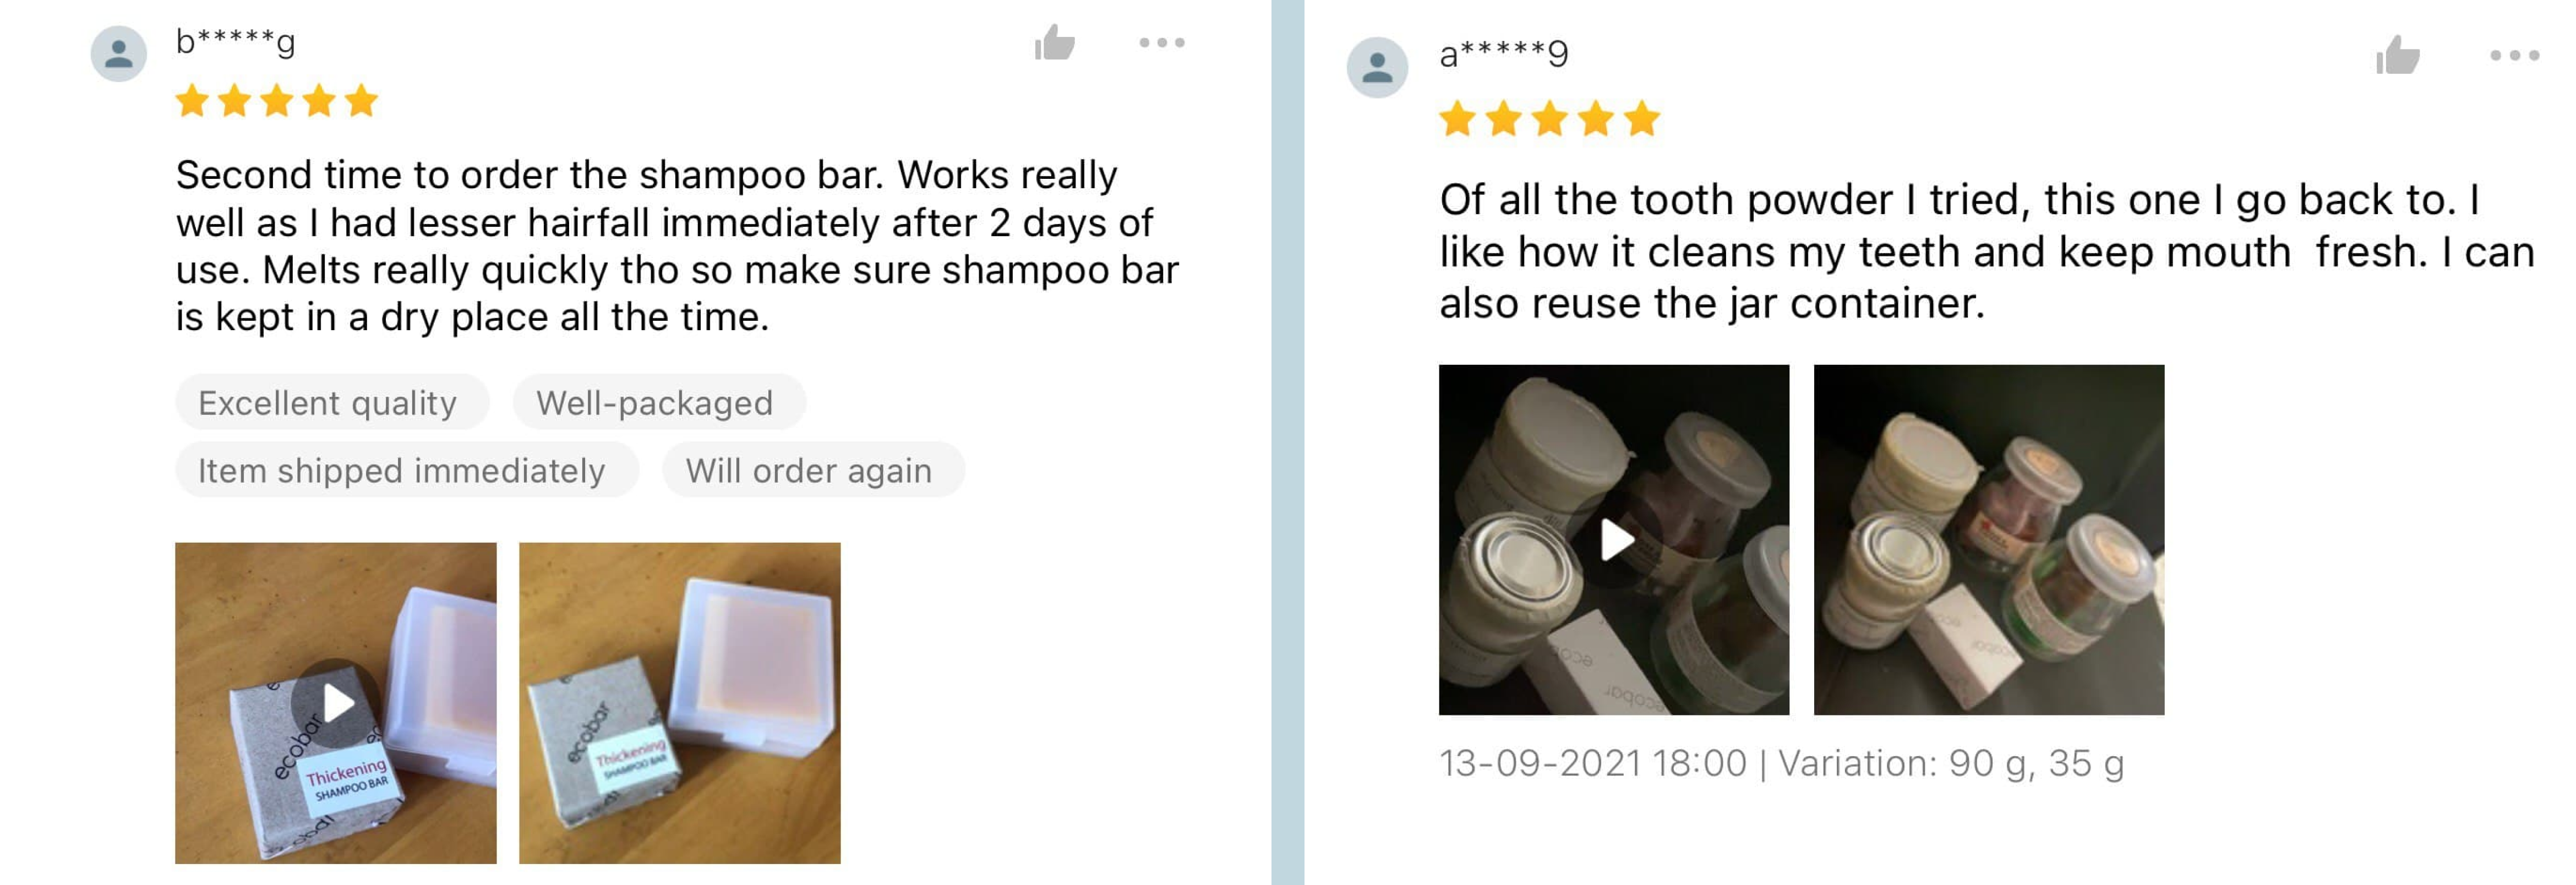 b*****g
Second time to order the shampoo bar. Works really
well as I had lesser hairfall immediately after 2 days of
use. Melts really quickly tho so make sure shampoo bar
is kept in a dry place all the time.
Excellent quality
Well-packaged
Item shipped immediately
Will order again
ecobar
Thickening
SHAMPOO BAR
ecobar
Thickening
SHAMPOO BAR
a*****9
Of all the tooth powder I tried, this one I go back to. I
like how it cleans my teeth and keep mouth  fresh. I can
also reuse the jar container.
ecobar
13-09-2021 18:00 | Variation: 90 g, 35 g